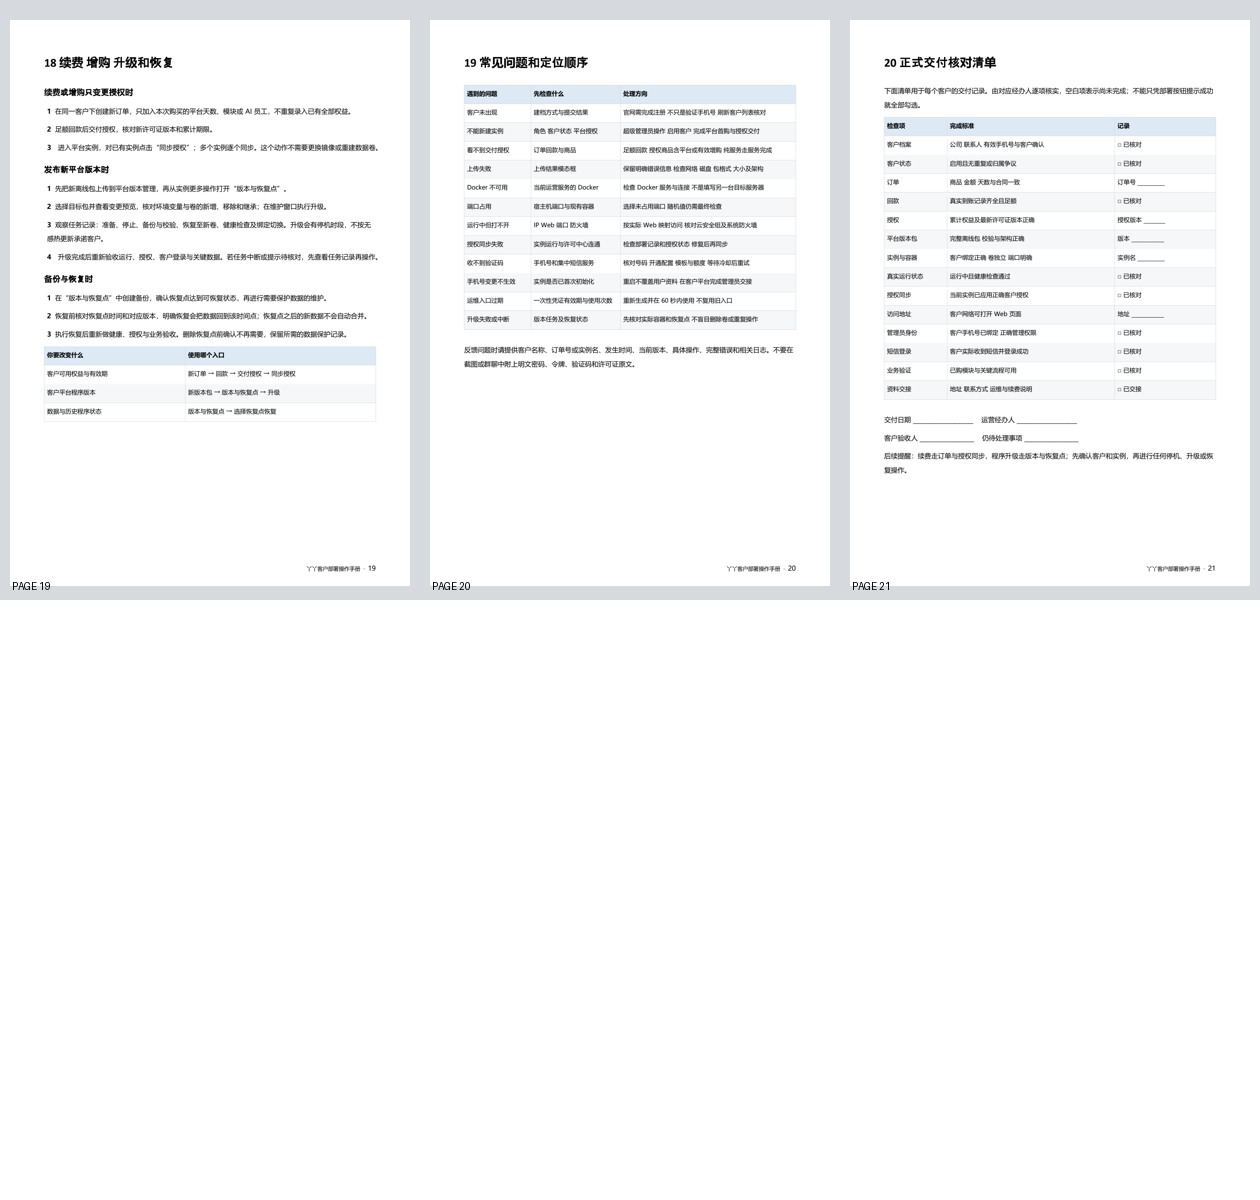 18 续费 增购 升级和恢复
续费或增购只变更授权时
1 在同一客户下创建新订单，只加入本次购买的平台天数、模块或 AI 员工，不重复录入已有全部权益。
2 足额回款后交付授权，核对新许可证版本和累计期限。
3 进入平台实例，对已有实例点击“同步授权”；多个实例逐个同步。这个动作不需要更换镜像或重建数据卷。
发布新平台版本时
1 先把新离线包上传到平台版本管理，再从实例更多操作打开“版本与恢复点”。
2 选择目标包并查看变更预览，核对环境变量与卷的新增、移除和继承；在维护窗口执行升级。
3 观察任务记录：准备、停止、备份与校验、恢复至新卷、健康检查及绑定切换。升级会有停机时段，不按无
感热更新承诺客户。
4 升级完成后重新验收运行、授权、客户登录与关键数据。若任务中断或提示待核对，先查看任务记录再操作。
备份与恢复时
1 在“版本与恢复点”中创建备份，确认恢复点达到可恢复状态，再进行需要保护数据的维护。
2 恢复前核对恢复点时间和对应版本，明确恢复会把数据回到该时间点；恢复点之后的新数据不会自动合并。
3 执行恢复后重新做健康、授权与业务验收。删除恢复点前确认不再需要，保留所需的数据保护记录。
你要改变什么 使用哪个入口
客户可用权益与有效期 新订单 → 回款 → 交付授权 → 同步授权
客户平台程序版本 新版本包 → 版本与恢复点 → 升级
数据与历史程序状态 版本与恢复点 → 选择恢复点恢复
丫丫客户部署操作手册 · 19
PAGE 19
19 常见问题和定位顺序
遇到的问题 先检查什么 处理方向
客户未出现 建档方式与提交结果 官网需完成注册 不只是验证手机号 刷新客户列表核对
不能新建实例 角色 客户状态 平台授权 超级管理员操作 启用客户 完成平台首购与授权交付
看不到交付授权 订单回款与商品 足额回款 授权商品含平台或有效增购 纯服务走服务完成
上传失败 上传结果模态框 保留明确错误信息 检查网络 磁盘 包格式 大小及架构
Docker 不可用 当前运营服务的 Docker 检查 Docker 服务与连接 不是填写另一台目标服务器
端口占用 宿主机端口与现有容器 选择未占用端口 随机值仍需最终检查
运行中但打不开 IP Web 端口 防火墙 按实际 Web 映射访问 核对云安全组及系统防火墙
授权同步失败 实例运行与许可中心连通 检查部署记录和授权状态 修复后再同步
收不到验证码 手机号和集中短信服务 核对号码 开通配置 模板与额度 等待冷却后重试
手机号变更不生效 实例是否已首次初始化 重启不覆盖用户资料 在客户平台完成管理员交接
运维入口过期 一次性凭证有效期与使用次数 重新生成并在 60 秒内使用 不复用旧入口
升级失败或中断 版本任务及恢复状态 先核对实际容器和恢复点 不盲目删除卷或重复操作
反馈问题时请提供客户名称、订单号或实例名、发生时间、当前版本、具体操作、完整错误和相关日志。不要在
截图或群聊中附上明文密码、令牌、验证码和许可证原文。
丫丫客户部署操作手册 · 20
PAGE 20
20 正式交付核对清单
下面清单用于每个客户的交付记录。由对应经办人逐项核实，空白项表示尚未完成；不能只凭部署按钮提示成功
就全部勾选。
检查项 完成标准 记录
客户档案 公司 联系人 有效手机号与客户确认 □ 已核对
客户状态 启用且无重复或归属争议 □ 已核对
订单 商品 金额 天数与合同一致 订单号 ________
回款 真实到账记录齐全且足额 □ 已核对
授权 累计权益及最新许可证版本正确 授权版本 ______
平台版本包 完整离线包 校验与架构正确 版本 __________
实例与容器 客户绑定正确 卷独立 端口明确 实例名 ________
真实运行状态 运行中且健康检查通过 □ 已核对
授权同步 当前实例已应用正确客户授权 □ 已核对
访问地址 客户网络可打开 Web 页面 地址 __________
管理员身份 客户手机号已绑定 正确管理权限 □ 已核对
短信登录 客户实际收到短信并登录成功 □ 已核对
业务验证 已购模块与关键流程可用 □ 已核对
资料交接 地址 联系方式 运维与续费说明 □ 已交接
交付日期 __________________ 运营经办人 __________________
客户验收人 ________________ 仍待处理事项 ________________
后续提醒：续费走订单与授权同步，程序升级走版本与恢复点；先确认客户和实例，再进行任何停机、升级或恢
复操作。
丫丫客户部署操作手册 · 21
PAGE 21